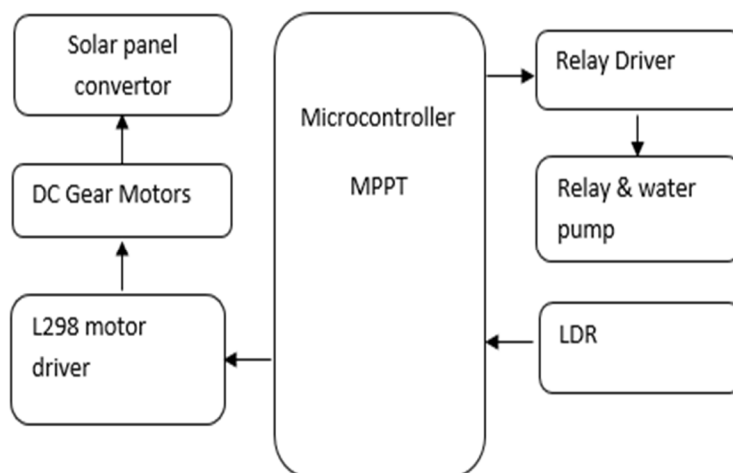 Solar panel
convertor
DC Gear Motors
L298 motor
driver
Microcontroller
MPPT
Relay Driver
Relay & water
pump
LDR